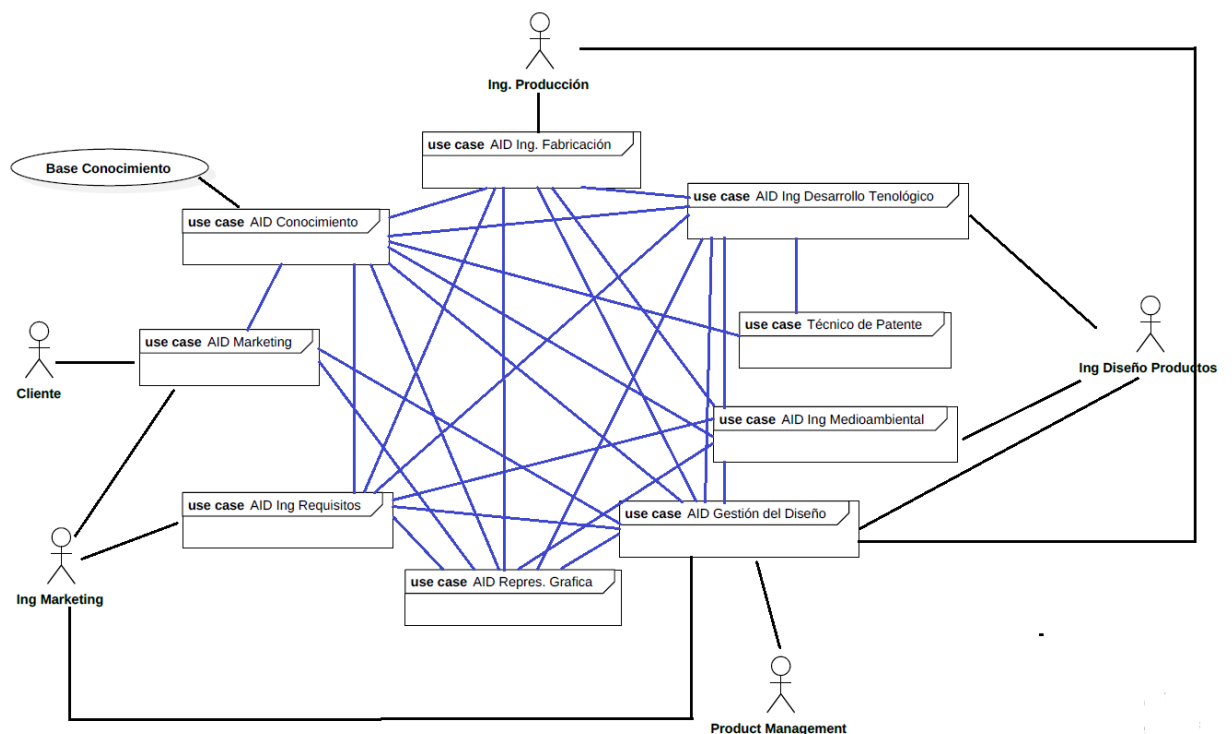 Ing. Producción
use case AID Ing. Fabricación
Base Conocimiento
use case AID Ing Desarrollo Tenológico
use case AID Conocimiento
use case Técnico de Patente
use case AID Marketing
Ing Diseño Productos
Cliente
use case AID Ing Medioambiental
use case AID Ing Requisitos
use case AID Gestión del Diseño
use case AID Repres. Grafica
Ing Marketing
Product Management